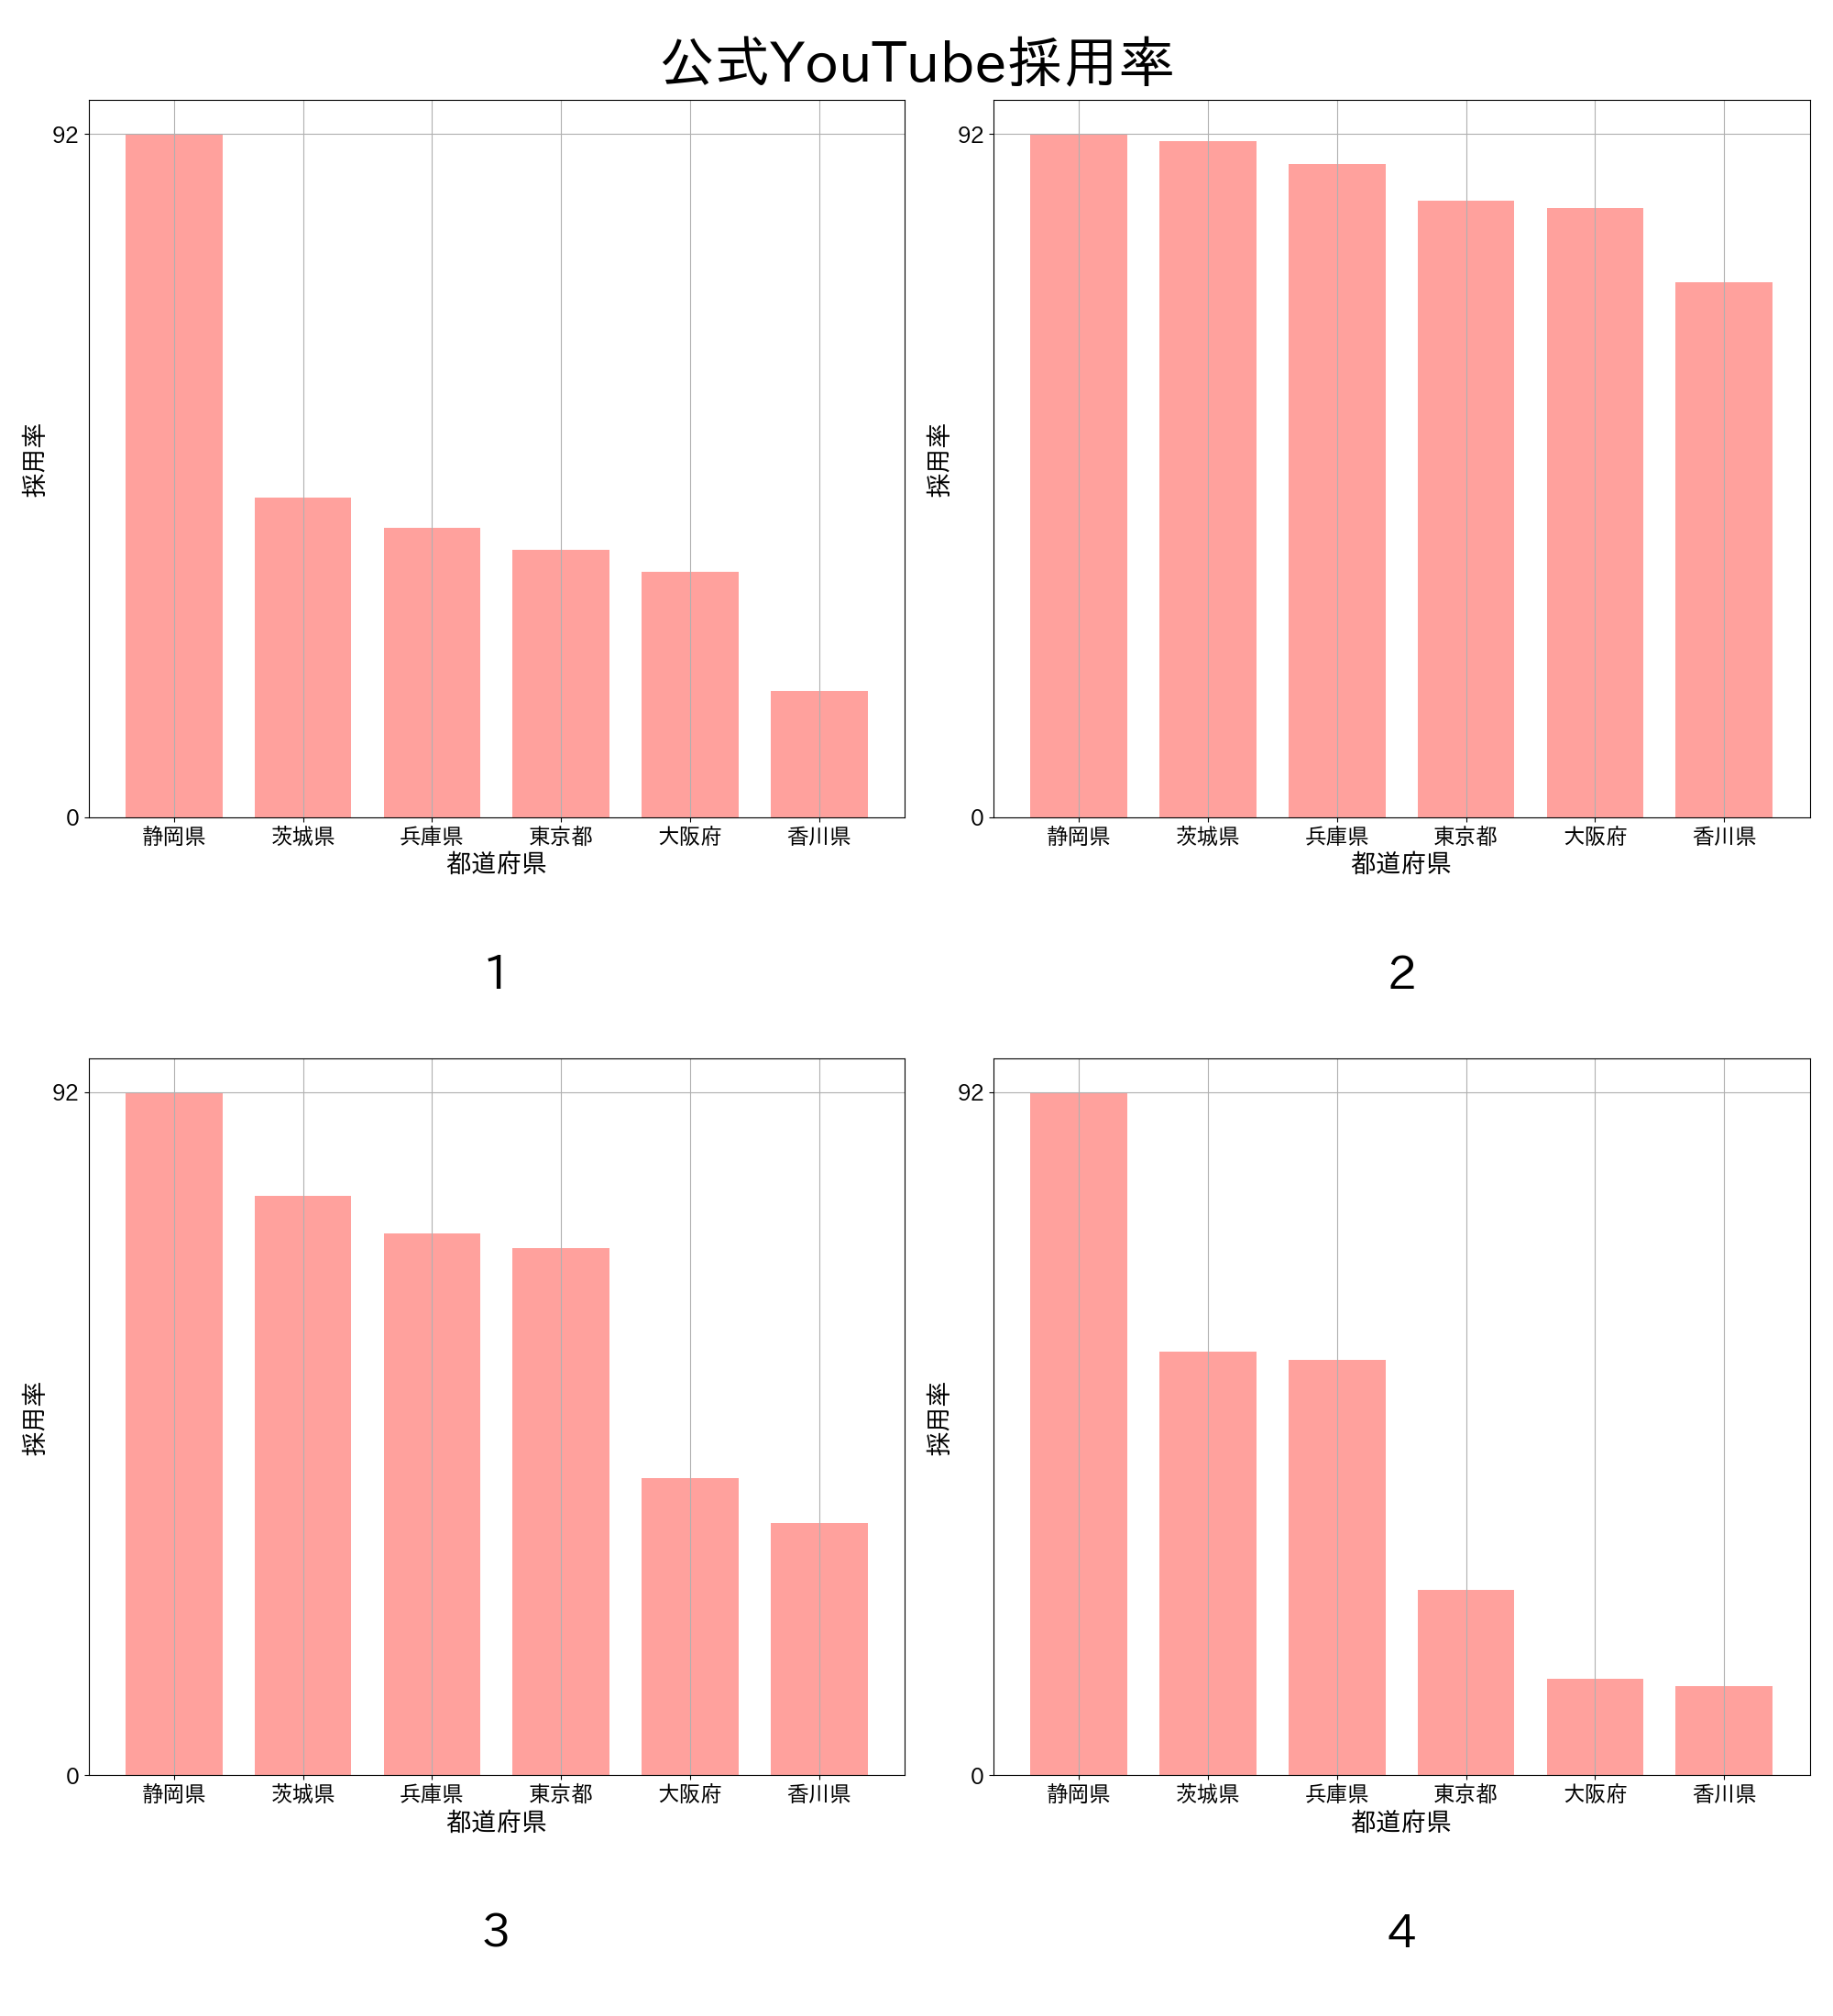 公式YouTube採用率
92
0
採用率
静岡県 茨城県 兵庫県 東京都 大阪府 香川県
都道府県
1
92
0
採用率
静岡県 茨城県 兵庫県 東京都 大阪府 香川県
都道府県
2
92
0
採用率
静岡県 茨城県 兵庫県 東京都 大阪府 香川県
都道府県
3
92
0
採用率
静岡県 茨城県 兵庫県 東京都 大阪府 香川県
都道府県
4